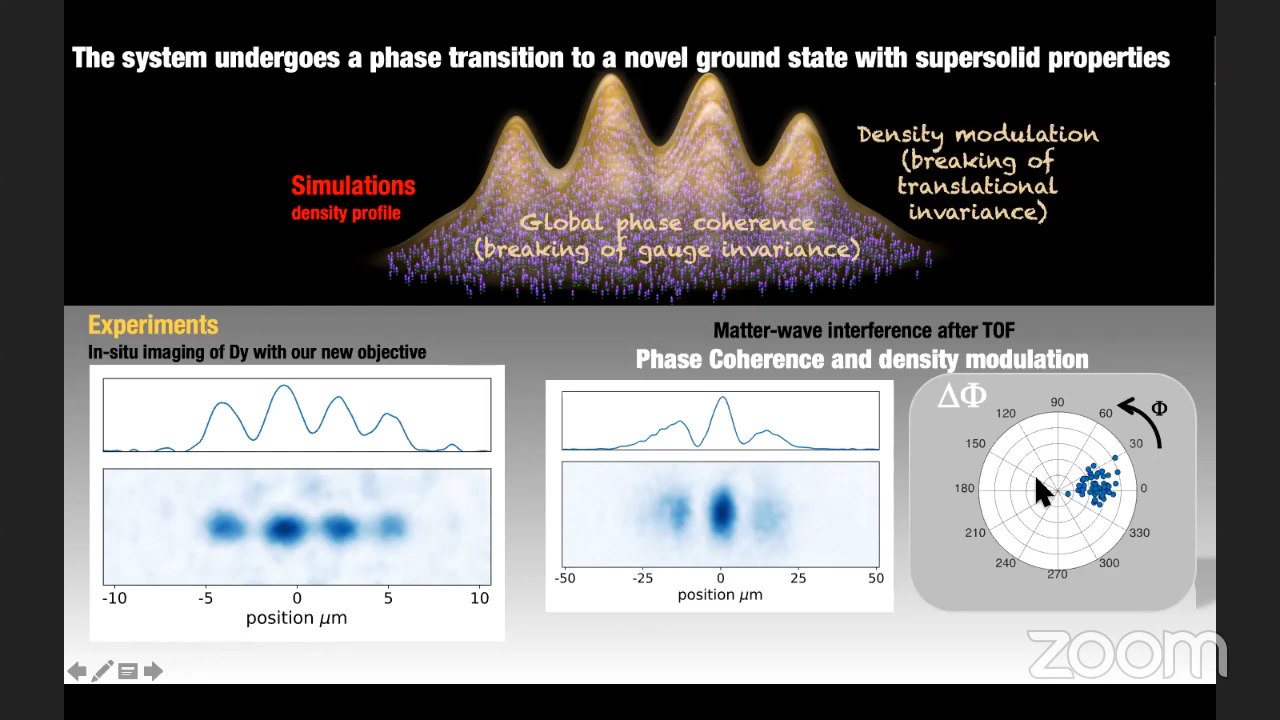 The system undergoes a phase transition to a novel ground state with supersolid properties
Density modulation
(breaking of
translational
invariance)
Simulations
density profile
Global phase coherence
(breaking of gauge invariance)
Experiments
In-situ imaging of Dy with our new objective
-10 -5 0 5 10
position μm
Matter-wave interference after TOF
Phase Coherence and density modulation
-50 -25 0 25 50
position μm
ΔΦ
Φ
90
120 60
150 30
180 0
210 330
240 300
270
zoom